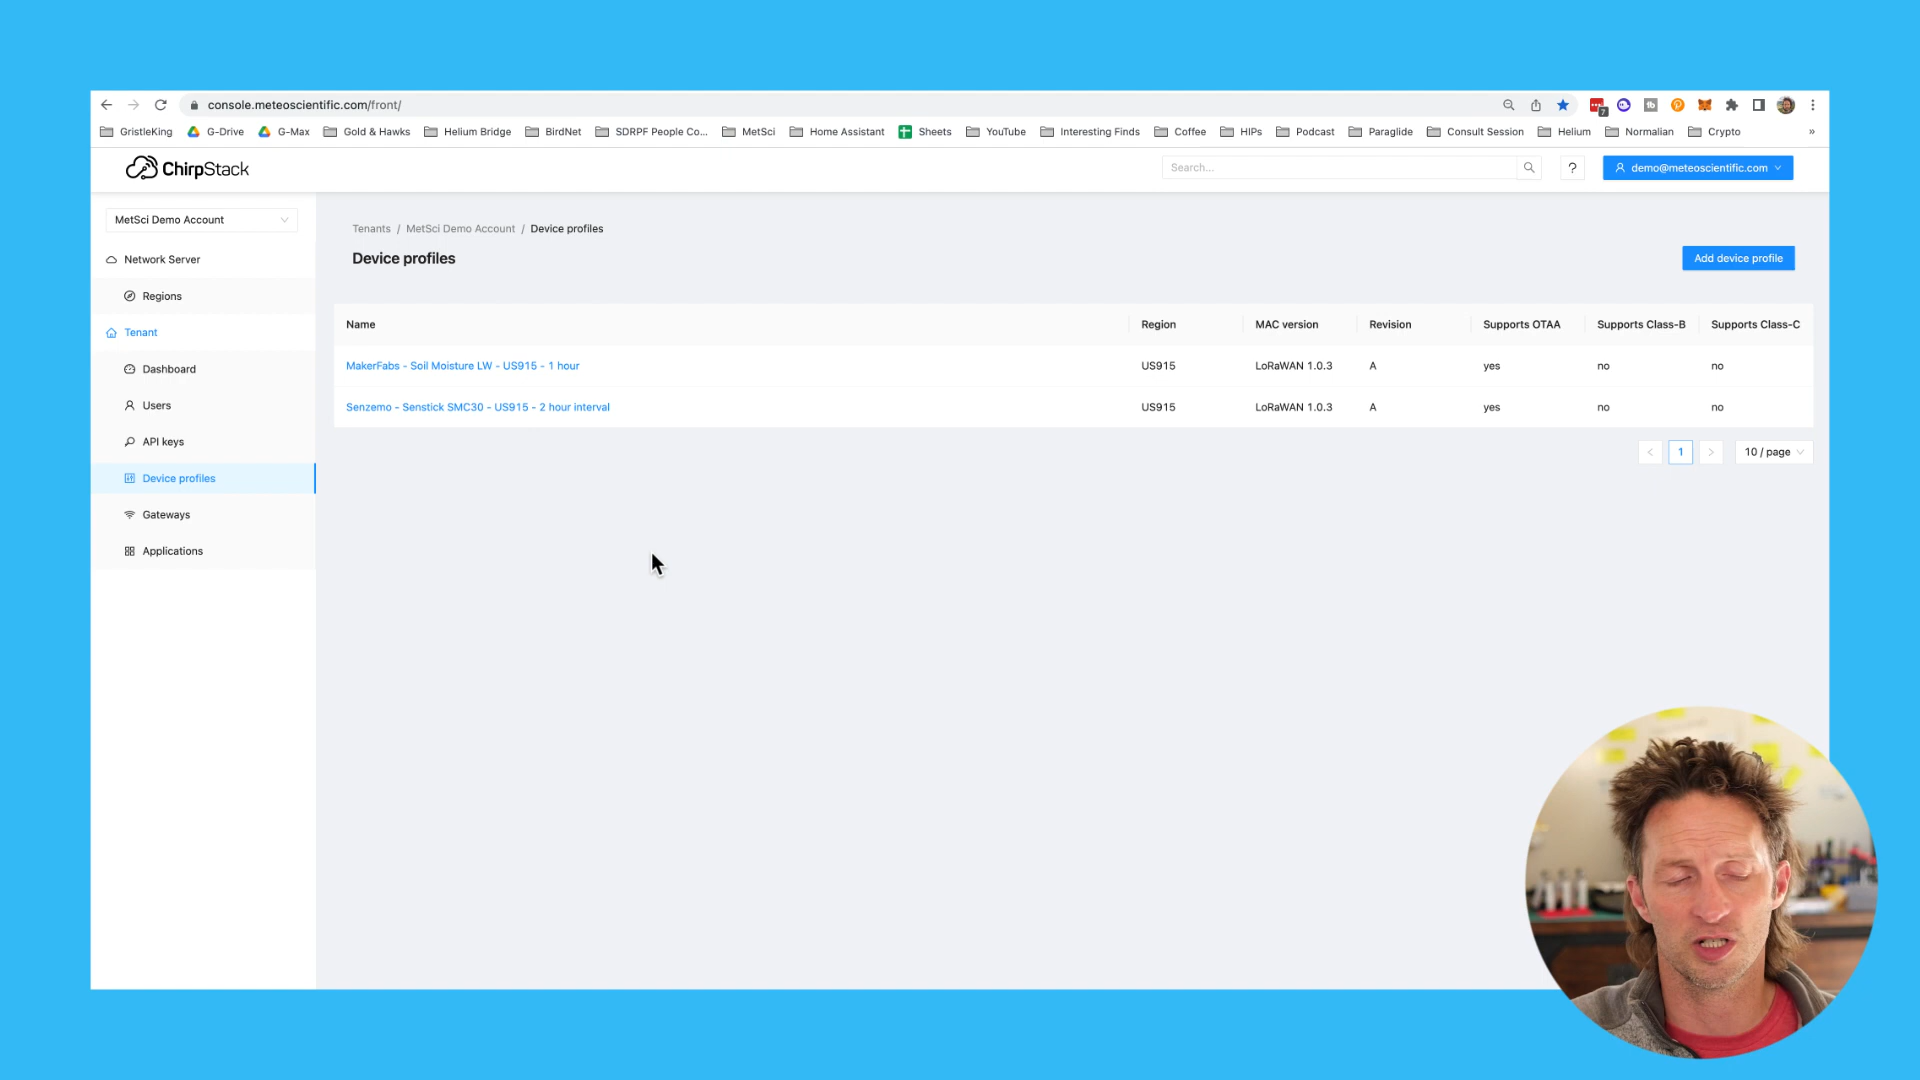 console.meteoscientific.com/front/
7
GristleKing G-Drive G-Max Gold & Hawks Helium Bridge BirdNet SDRPF People Co... MetSci Home Assistant Sheets YouTube Interesting Finds Coffee HIPs Podcast Paraglide Consult Session Helium Normalian Crypto »
ChirpStack
Search...
?
demo@meteoscientific.com
MetSci Demo Account
Network Server
Regions
Tenant
Dashboard
Users
API keys
Device profiles
Gateways
Applications
Tenants / MetSci Demo Account / Device profiles
Device profiles
Add device profile
Name Region MAC version Revision Supports OTAA Supports Class-B Supports Class-C
MakerFabs - Soil Moisture LW - US915 - 1 hour US915 LoRaWAN 1.0.3 A yes no no
Senzemo - Senstick SMC30 - US915 - 2 hour interval US915 LoRaWAN 1.0.3 A yes no no
< 1 > 10 / page